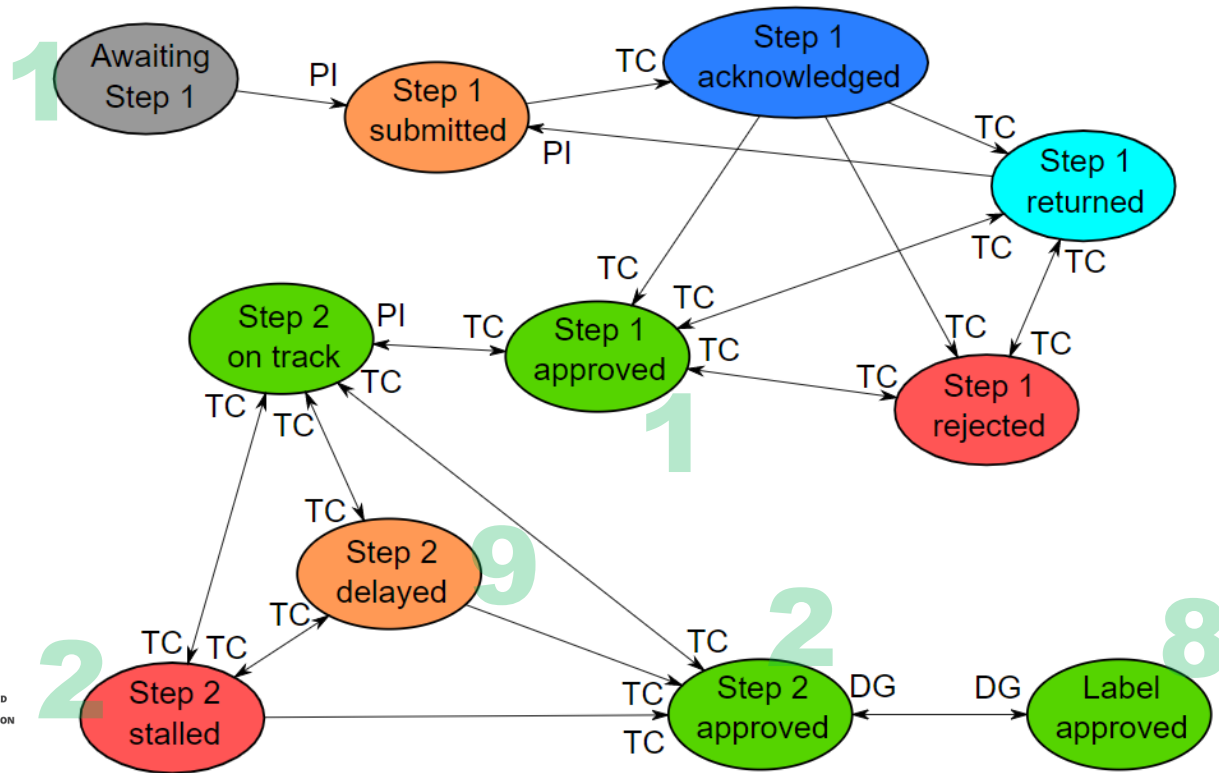 1
Awaiting
Step 1
PI
Step 1
submitted
TC
Step 1
acknowledged
TC
Step 1
returned
PI
TC
TC
TC
TC
Step 1
approved
TC
TC
TC
TC
Step 1
rejected
1
Step 2
on track
PI
TC
TC
TC
TC
TC
Step 2
delayed
9
TC
TC
TC
2
Step 2
stalled
D
ON
TC
TC
TC
2
Step 2
approved
DG
DG
8
Label
approved